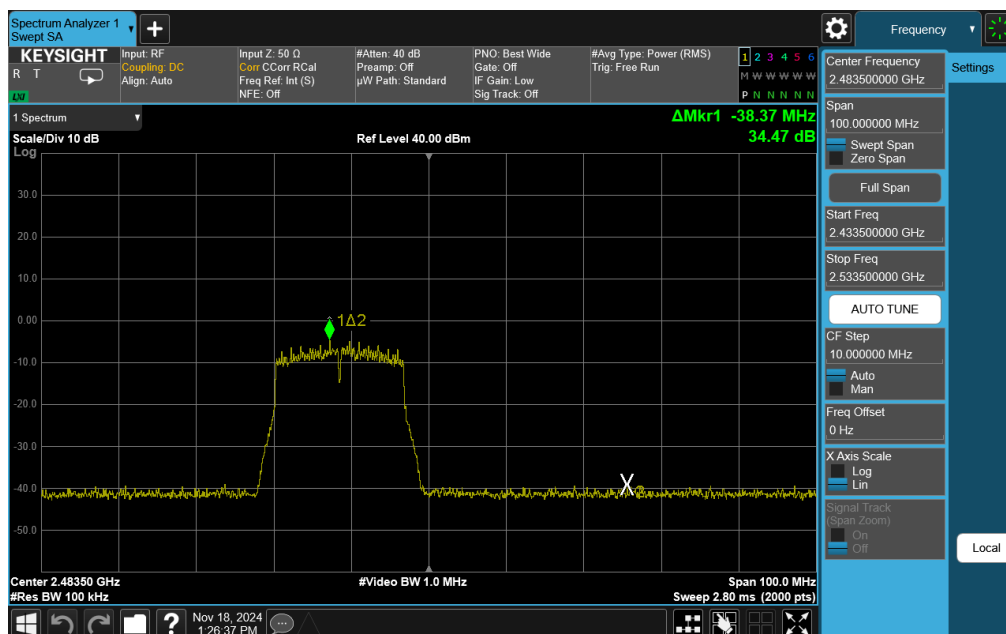 Spectrum Analyzer 1
Swept SA
+
Frequency
KEYSIGHT
R T
LXI
Input: RF
Coupling: DC
Align: Auto
Input Z: 50 Ω
Corr CCorr RCal
Freq Ref: Int (S)
NFE: Off
#Atten: 40 dB
Preamp: Off
µW Path: Standard
PNO: Best Wide
Gate: Off
IF Gain: Low
Sig Track: Off
#Avg Type: Power (RMS)
Trig: Free Run
1 2 3 4 5 6
M W W W W W
P N N N N N
1 Spectrum
Scale/Div 10 dB
Ref Level 40.00 dBm
ΔMkr1 -38.37 MHz
34.47 dB
Log
30.0
20.0
10.0
0.00
-10.0
-20.0
-30.0
-40.0
-50.0
1Δ2
X2
Center 2.48350 GHz
#Res BW 100 kHz
#Video BW 1.0 MHz
Span 100.0 MHz
Sweep 2.80 ms (2000 pts)
Center Frequency
2.483500000 GHz
Span
100.000000 MHz
Swept Span
Zero Span
Full Span
Start Freq
2.433500000 GHz
Stop Freq
2.533500000 GHz
AUTO TUNE
CF Step
10.000000 MHz
Auto
Man
Freq Offset
0 Hz
X Axis Scale
Log
Lin
Signal Track
(Span Zoom)
On
Off
Settings
Local
?
Nov 18, 2024
1:26:37 PM